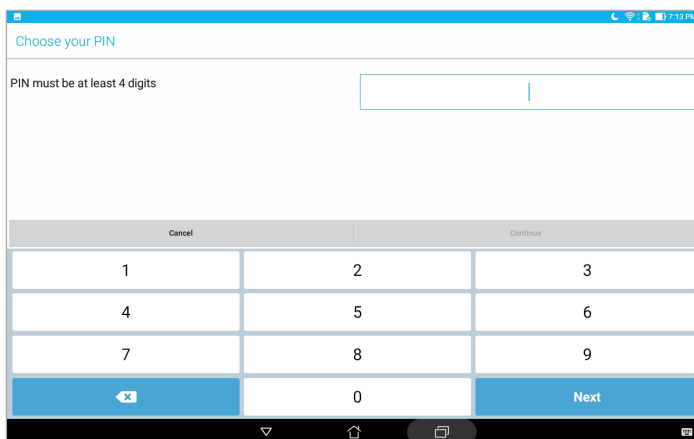 7:13 PM
Choose your PIN
PIN must be at least 4 digits
Cancel Continue
1 2 3
4 5 6
7 8 9
0 Next